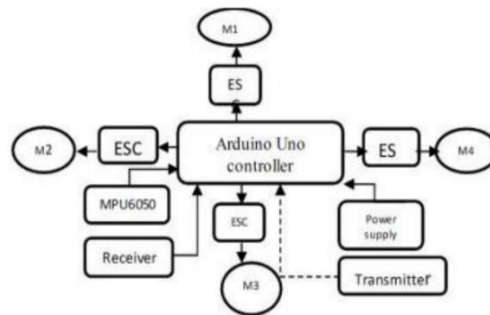 M1
ES
C
M2
ESC
Arduino Uno
controller
ES
M4
MPU6050
ESC
Power
supply
Receiver
M3
Transmitter